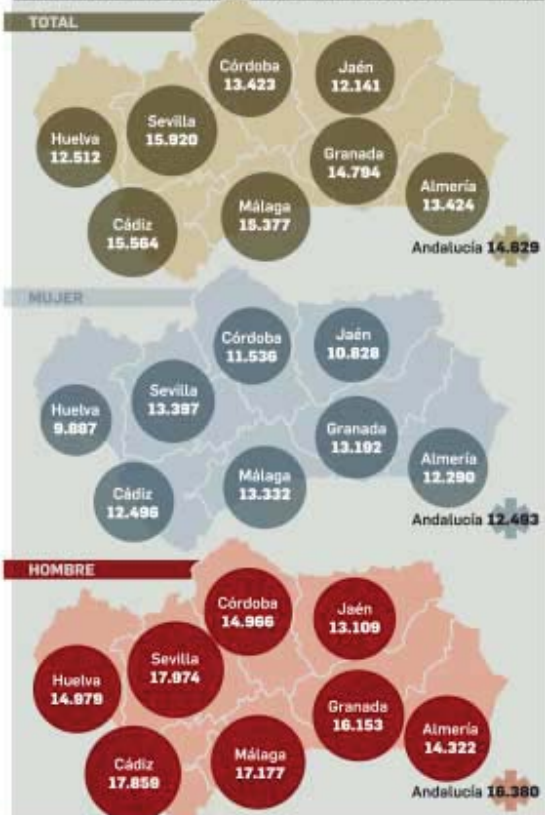 TOTAL
Córdoba
13.423
Jaén
12.141
Sevilla
15.920
Huelva
12.512
Granada
14.794
Almería
13.424
Málaga
15.377
Cádiz
15.564
Andalucía 14.629
MUJER
Córdoba
11.536
Jaén
10.828
Sevilla
13.397
Huelva
9.887
Granada
13.192
Almería
12.290
Málaga
13.332
Cádiz
12.496
Andalucía 12.493
HOMBRE
Córdoba
14.966
Jaén
13.109
Sevilla
17.974
Huelva
14.979
Granada
16.153
Almería
14.322
Málaga
17.177
Cádiz
17.859
Andalucía 16.380